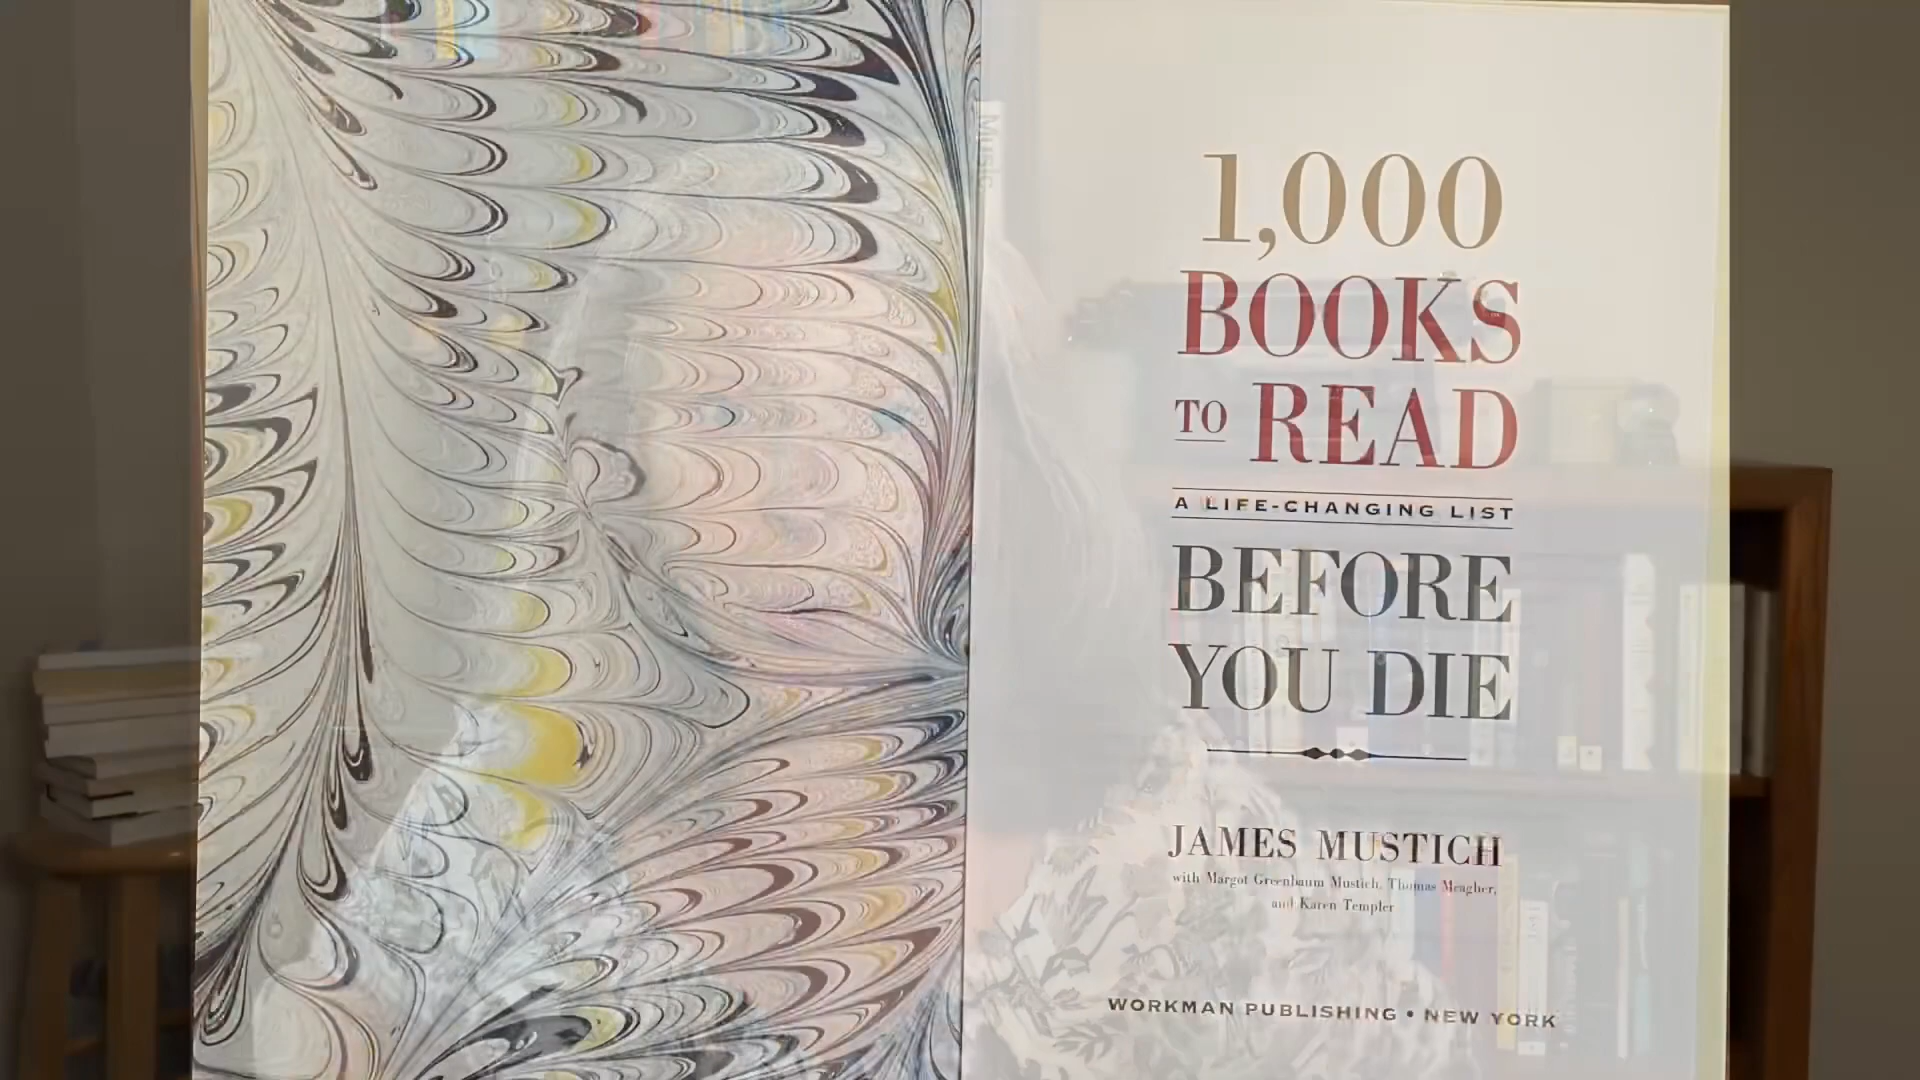 1,000
BOOKS
TO READ
A LIFE-CHANGING LIST
BEFORE
YOU DIE
JAMES MUSTICH
with Margot Greenbaum Mustich, Thomas Meagher,
and Karen Templer
WORKMAN PUBLISHING • NEW YORK